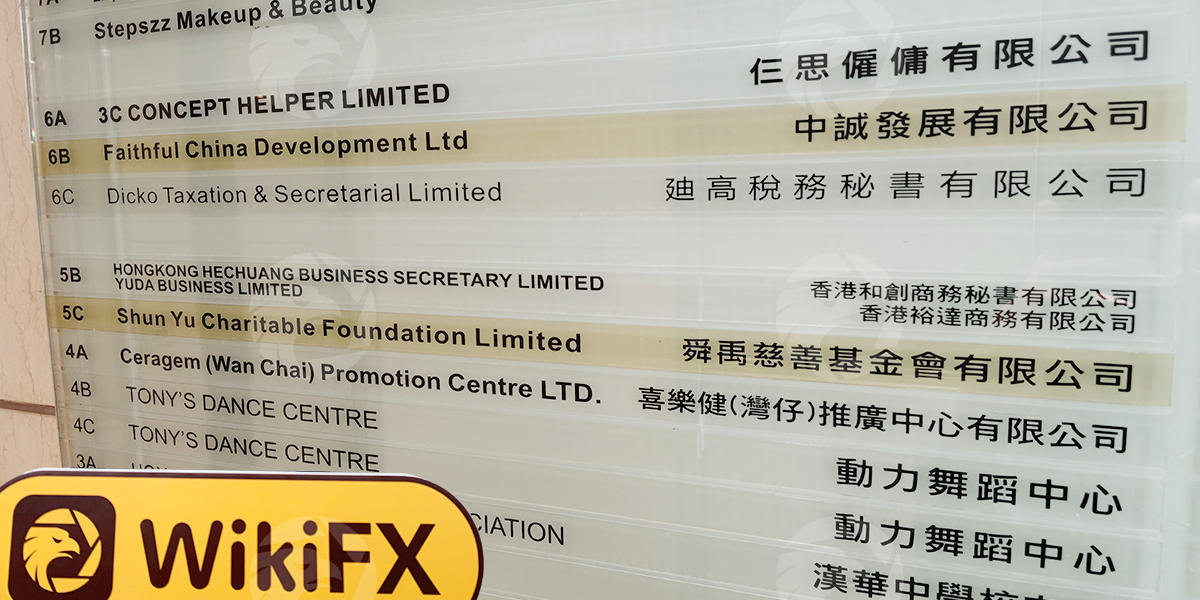 7B Stepszz Makeup & Beauty
6A 3C CONCEPT HELPER LIMITED 仨思僱傭有限公司
6B Faithful China Development Ltd 中誠發展有限公司
6C Dicko Taxation & Secretarial Limited 廸高稅務秘書有限公司
5B HONGKONG HECHUANG BUSINESS SECRETARY LIMITED 香港和創商務秘書有限公司
YUDA BUSINESS LIMITED 香港裕達商務有限公司
5C Shun Yu Charitable Foundation Limited 舜禹慈善基金會有限公司
4A Ceragem (Wan Chai) Promotion Centre LTD. 喜樂健(灣仔)推廣中心有限公司
4B TONY'S DANCE CENTRE 動力舞蹈中心
4C TONY'S DANCE CENTRE 動力舞蹈中心
3A 漢華中學校
CIATION
WikiFX